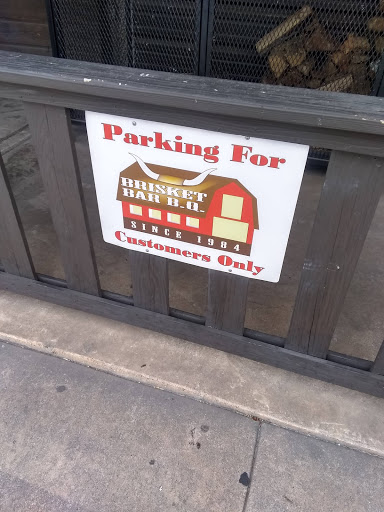 Parking For
BRISKET
BAR B.Q.
SINCE 1984
Customers Only